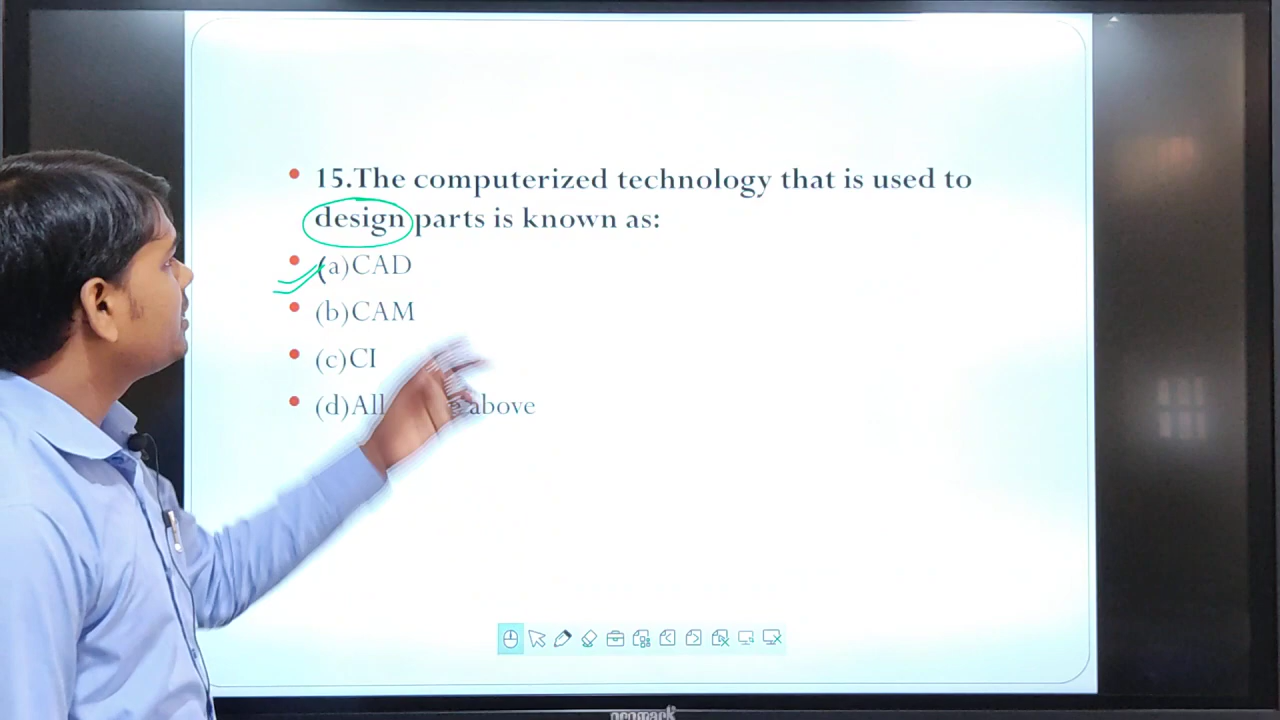 15.The computerized technology that is used to
design parts is known as:
(a)CAD
(b)CAM
(c)CI
(d)All above